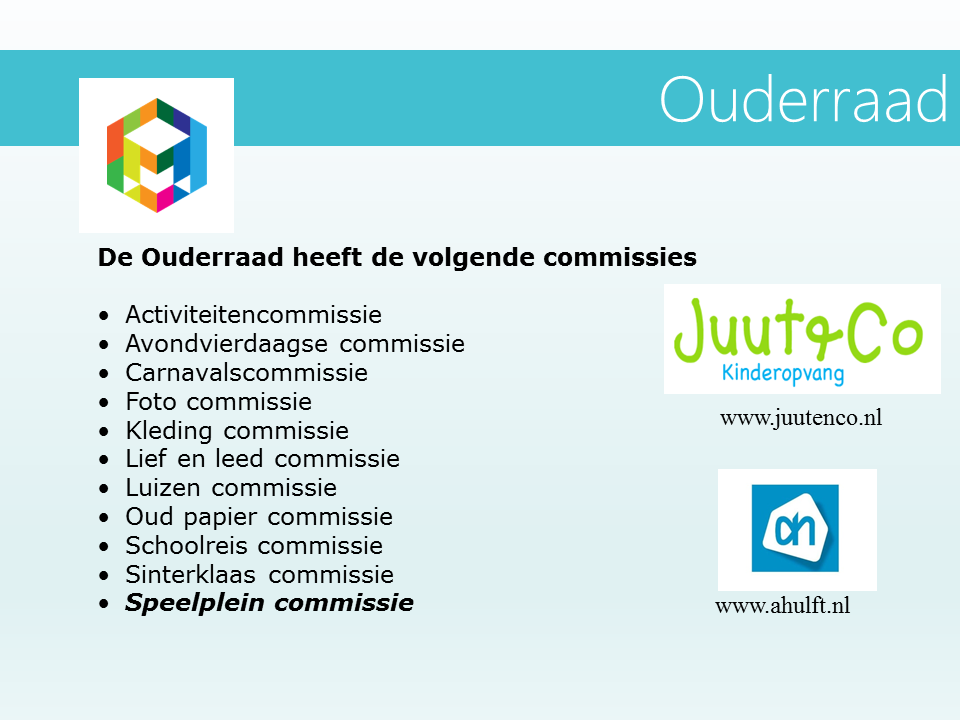 Ouderraad
De Ouderraad heeft de volgende commissies
• Activiteitencommissie
• Avondvierdaagse commissie
• Carnavalscommissie
• Foto commissie
• Kleding commissie
• Lief en leed commissie
• Luizen commissie
• Oud papier commissie
• Schoolreis commissie
• Sinterklaas commissie
• Speelplein commissie
Juut&Co
Kinderopvang
www.juutenco.nl
ah
www.ahulft.nl